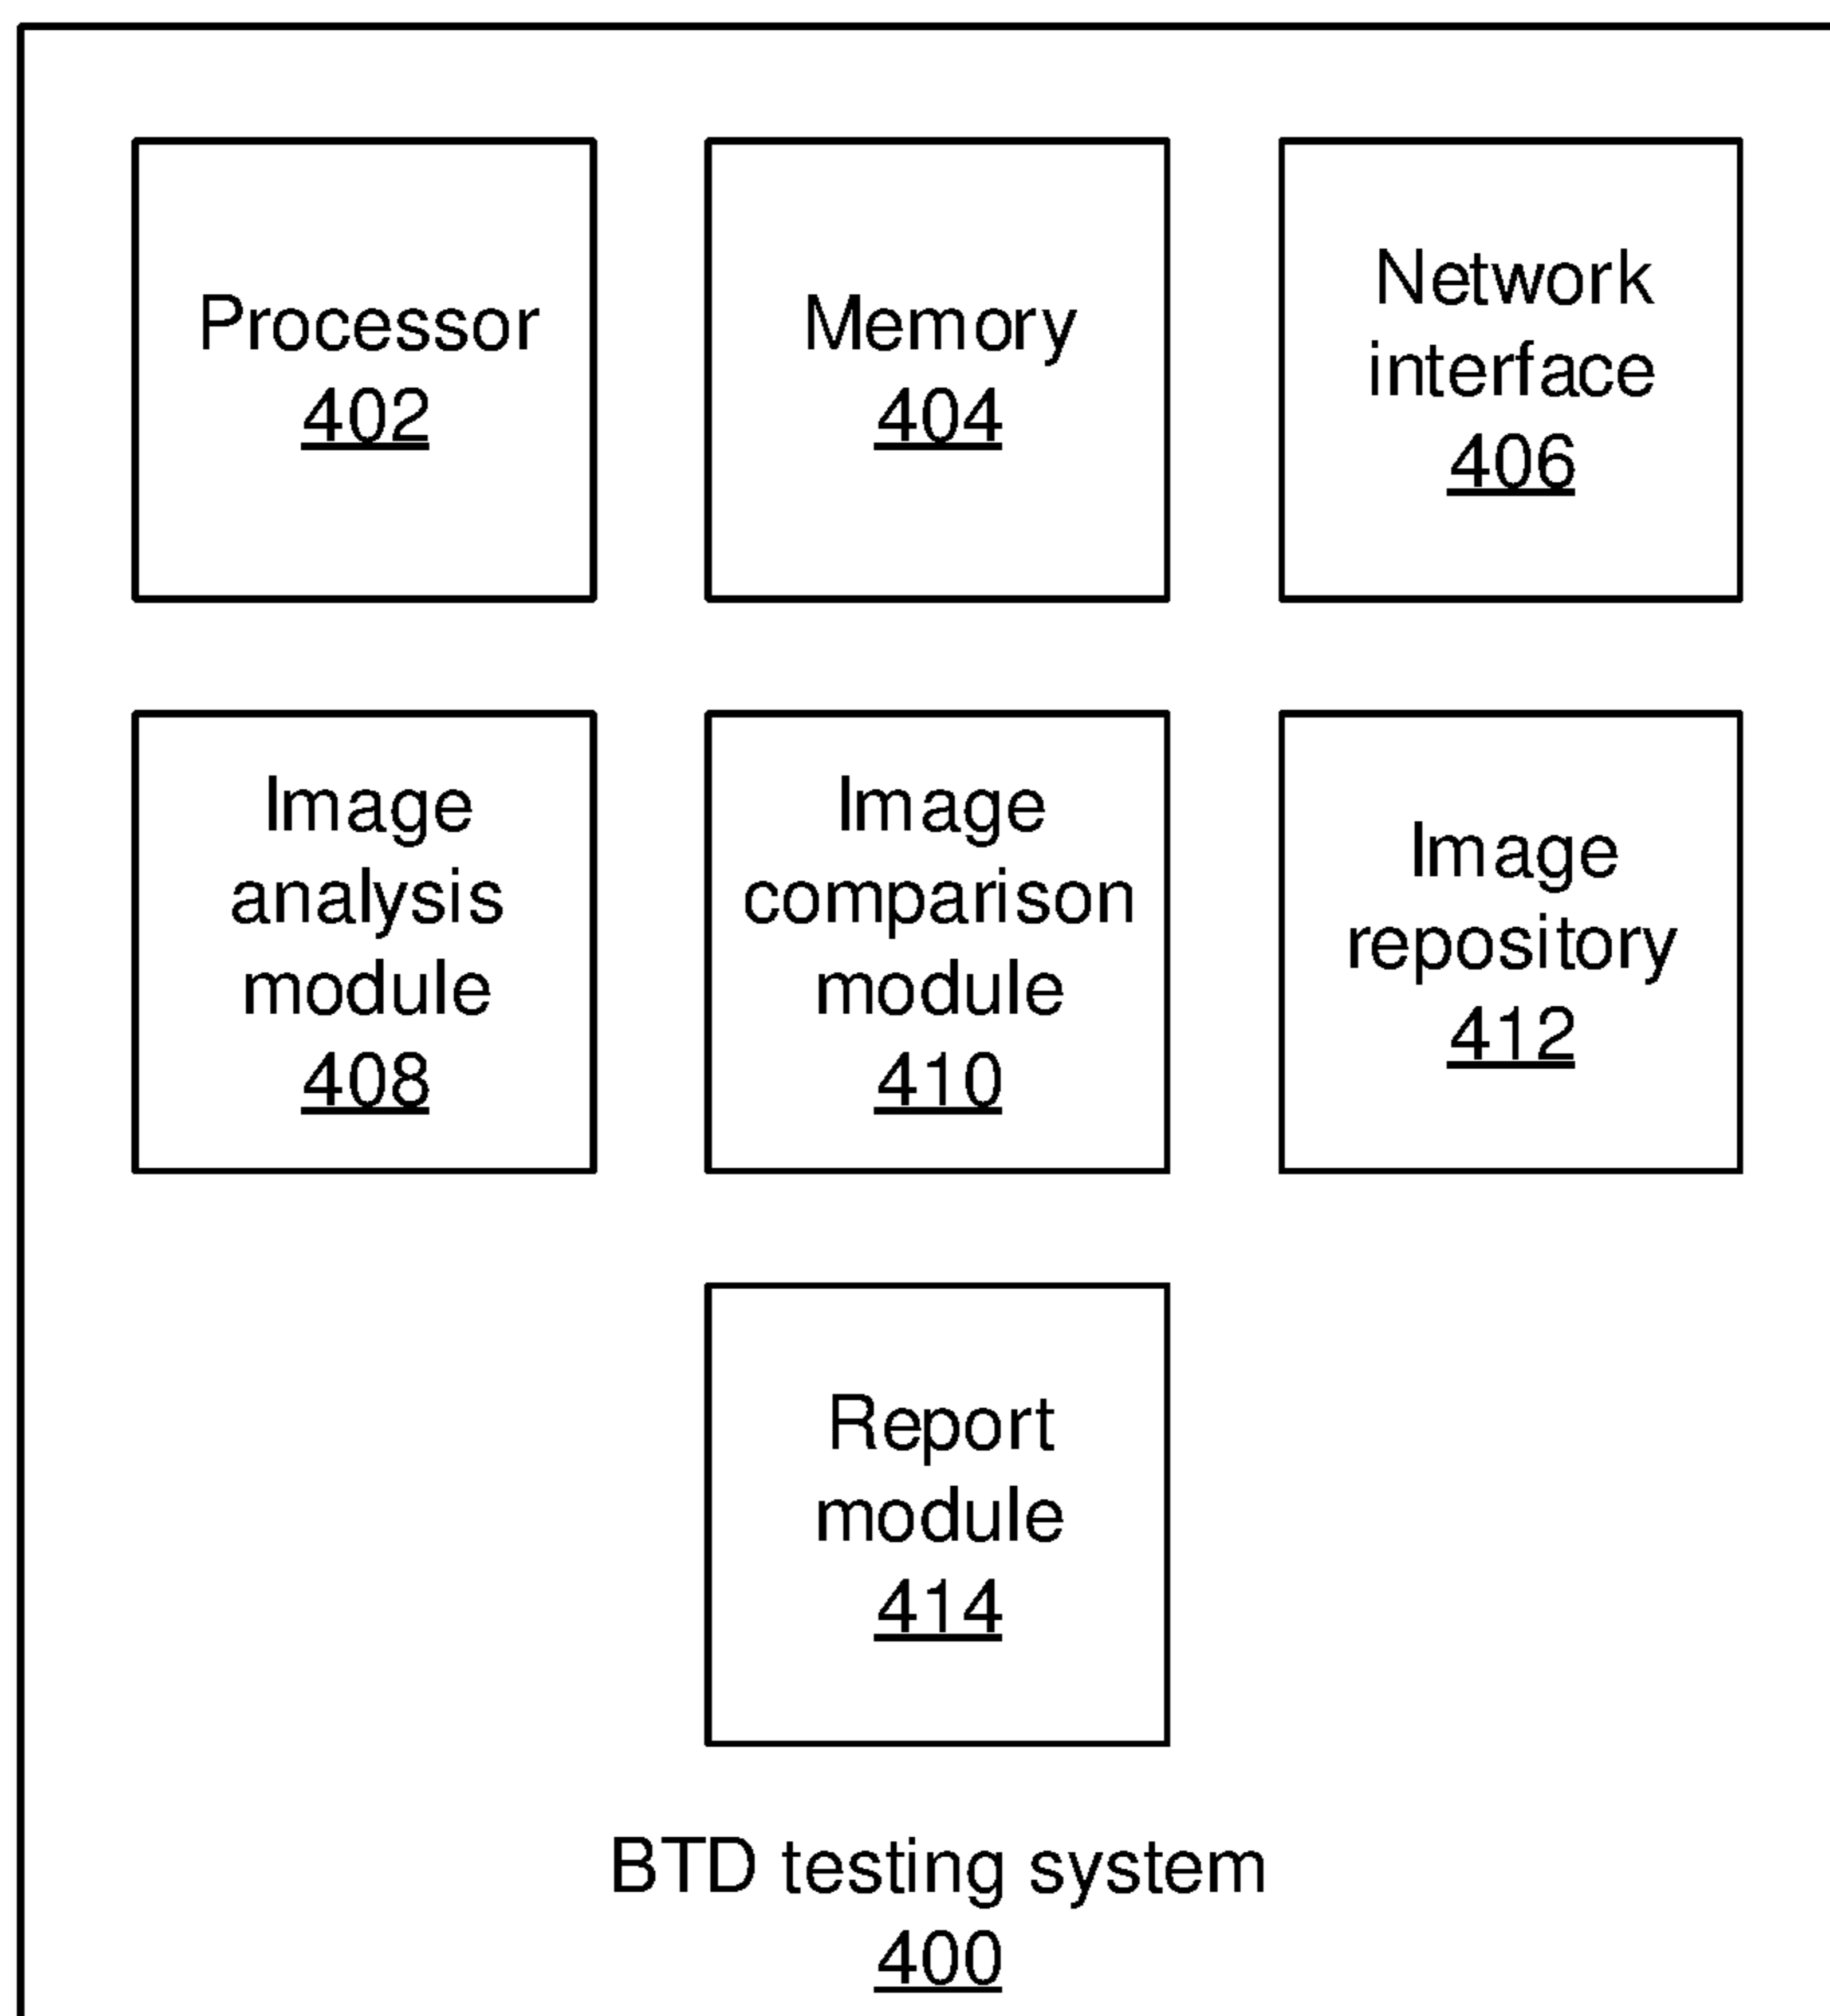 Processor
402
Memory
404
Network
interface
406
Image
analysis
module
408
Image
comparison
module
410
Image
repository
412
Report
module
414
BTD testing system
400